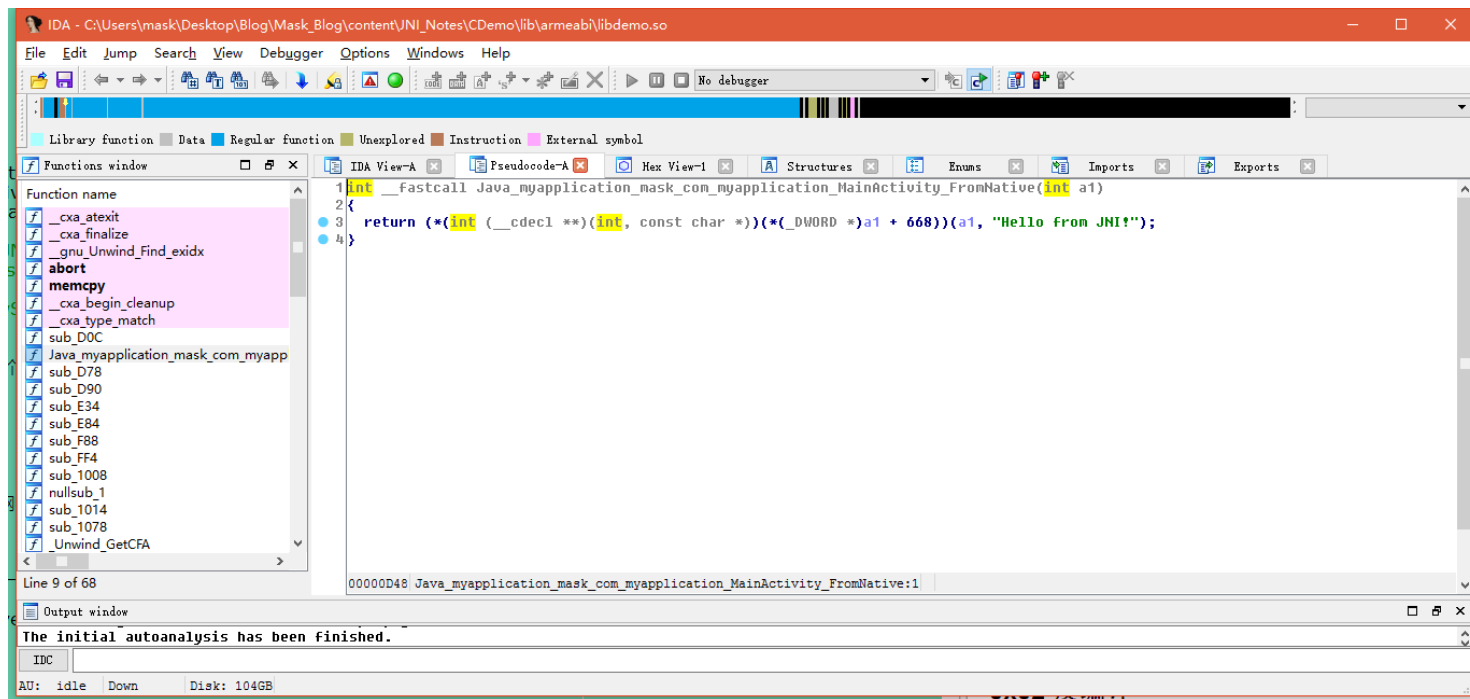 IDA - C:\Users\mask\Desktop\Blog\Mask_Blog\content\JNI_Notes\CDemo\lib\armeabi\libdemo.so
File Edit Jump Search View Debugger Options Windows Help
No debugger
Library function Data Regular function Unexplored Instruction External symbol
Functions window
IDA View-A Pseudocode-A Hex View-1 Structures Enums Imports Exports
Function name
__cxa_atexit
__cxa_finalize
__gnu_Unwind_Find_exidx
abort
memcpy
__cxa_begin_cleanup
__cxa_type_match
sub_D0C
Java_myapplication_mask_com_myapp
sub_D78
sub_D90
sub_E34
sub_E84
sub_F88
sub_FF4
sub_1008
nullsub_1
sub_1014
sub_1078
_Unwind_GetCFA
Line 9 of 68
1 int __fastcall Java_myapplication_mask_com_myapplication_MainActivity_FromNative(int a1)
2 {
3 return (*(int (__cdecl **)(int, const char *))(*(_DWORD *)a1 + 668))(a1, "Hello from JNI!");
4 }
00000D48 Java_myapplication_mask_com_myapplication_MainActivity_FromNative:1
Output window
The initial autoanalysis has been finished.
IDC
AU: idle Down Disk: 104GB